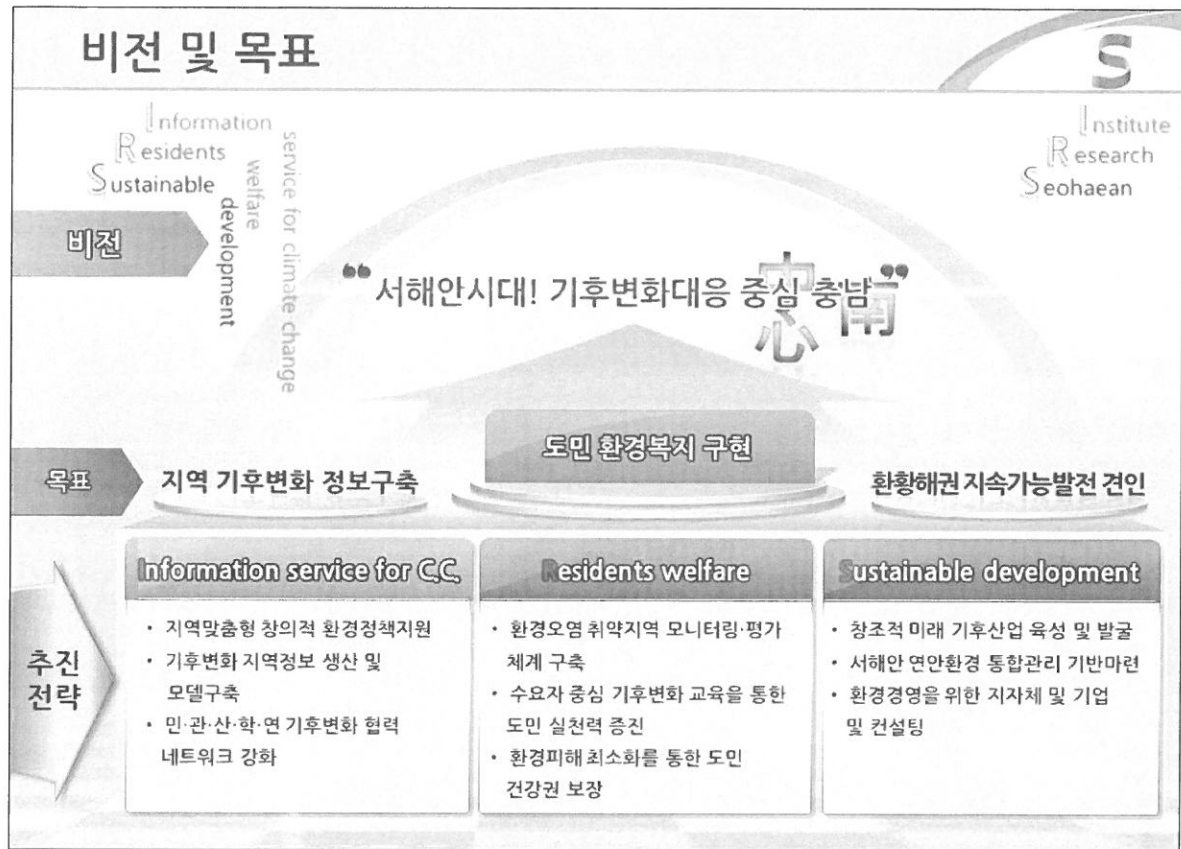 비전 및 목표
S
Information
Residents
Sustainable
service for climate change
welfare
development
Institute
Research
Seohaean
비전
“서해안시대! 기후변화대응 중심 충남”
中心
南
도민 환경복지 구현
목표
지역 기후변화 정보구축
환황해권 지속가능발전 견인
추진
전략
Information service for C.C.
· 지역맞춤형 창의적 환경정책지원
· 기후변화 지역정보 생산 및
모델구축
· 민·관·산·학·연 기후변화 협력
네트워크 강화
Residents welfare
· 환경오염 취약지역 모니터링·평가
체계 구축
· 수요자 중심 기후변화 교육을 통한
도민 실천력 증진
· 환경피해 최소화를 통한 도민
건강권 보장
Sustainable development
· 창조적 미래 기후산업 육성 및 발굴
· 서해안 연안환경 통합관리 기반마련
· 환경경영을 위한 지자체 및 기업
및 컨설팅